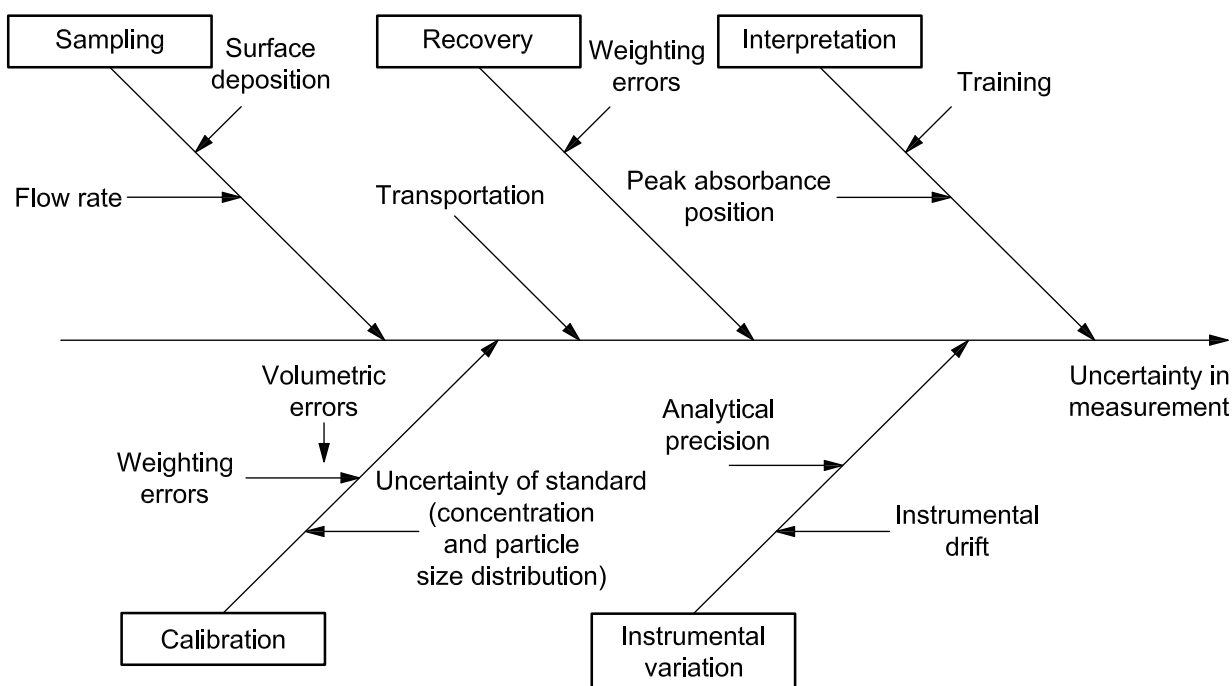 Sampling
Surface
deposition
Flow rate
Recovery
Weighting
errors
Transportation
Interpretation
Training
Peak absorbance
position
Volumetric
errors
Weighting
errors
Uncertainty of standard
(concentration
and particle
size distribution)
Calibration
Analytical
precision
Instrumental
drift
Instrumental
variation
Uncertainty in
measurement